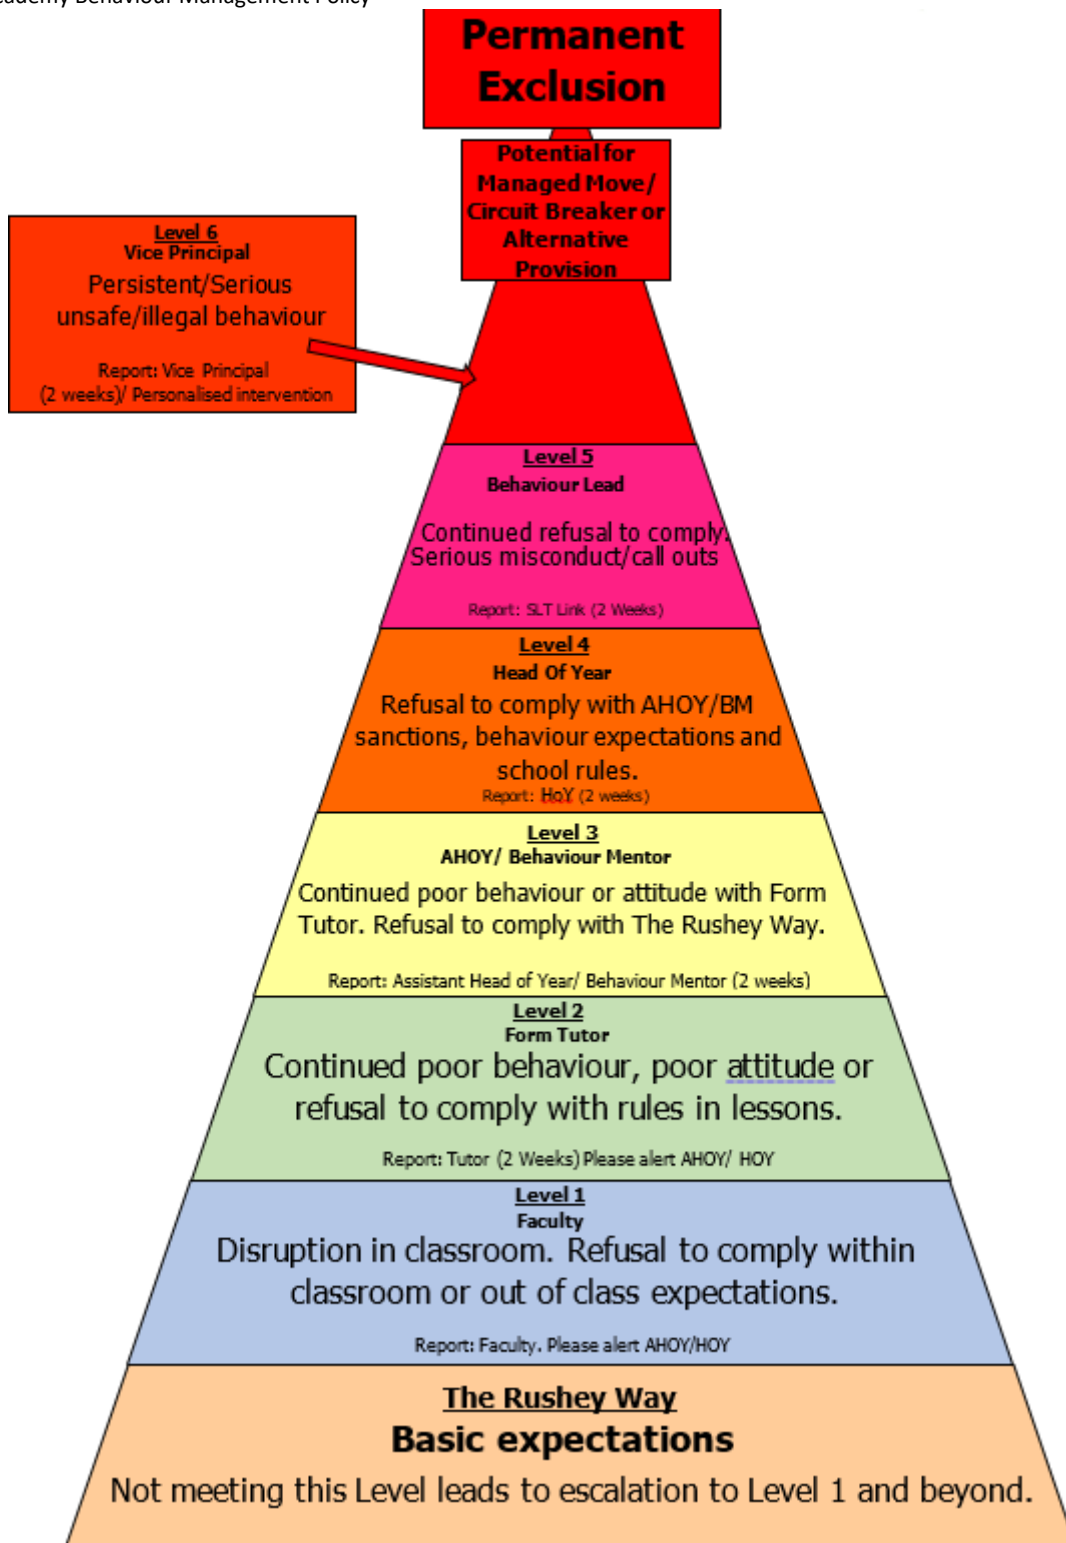 Behaviour Management Policy
Permanent
Exclusion
Potential for
Managed Move/
Circuit Breaker or
Alternative
Provision
Level 6
Vice Principal
Persistent/Serious
unsafe/illegal behaviour
Report: Vice Principal
(2 weeks)/ Personalised intervention
Level 5
Behaviour Lead
Continued refusal to comply.
Serious misconduct/call outs
Report: SLT Link (2 Weeks)
Level 4
Head Of Year
Refusal to comply with AHOY/BM
sanctions, behaviour expectations and
school rules.
Report: HoY (2 weeks)
Level 3
AHOY/ Behaviour Mentor
Continued poor behaviour or attitude with Form
Tutor. Refusal to comply with The Rushey Way.
Report: Assistant Head of Year/ Behaviour Mentor (2 weeks)
Level 2
Form Tutor
Continued poor behaviour, poor attitude or
refusal to comply with rules in lessons.
Report: Tutor (2 Weeks) Please alert AHOY/ HOY
Level 1
Faculty
Disruption in classroom. Refusal to comply within
classroom or out of class expectations.
Report: Faculty. Please alert AHOY/HOY
The Rushey Way
Basic expectations
Not meeting this Level leads to escalation to Level 1 and beyond.